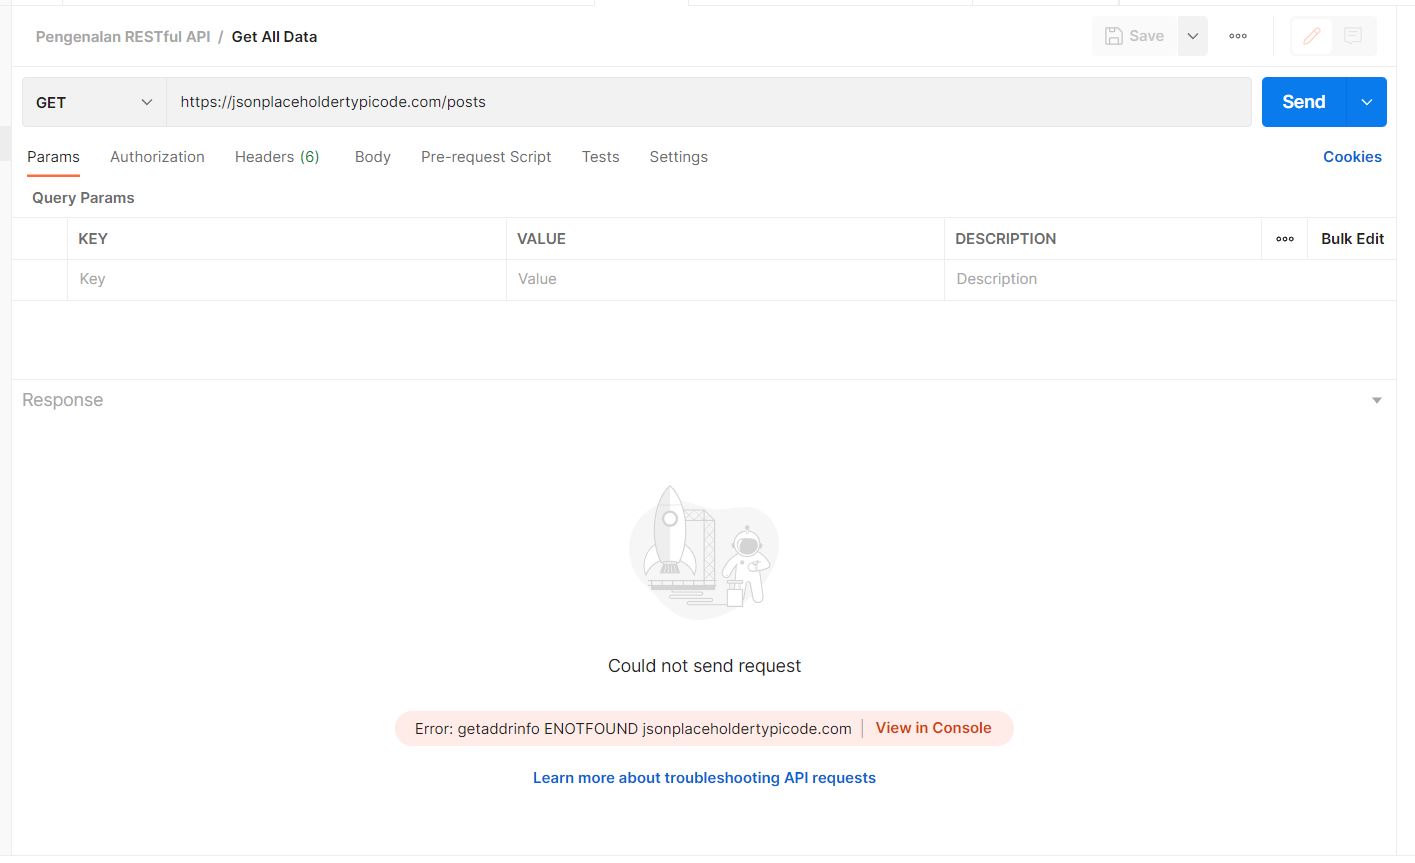 Pengenalan RESTful API / Get All Data
Save
GET
https://jsonplaceholdertypicode.com/posts
Send
Params
Authorization
Headers (6)
Body
Pre-request Script
Tests
Settings
Cookies
Query Params
KEY
VALUE
DESCRIPTION
Bulk Edit
Key
Value
Description
Response
Could not send request
Error: getaddrinfo ENOTFOUND jsonplaceholdertypicode.com | View in Console
Learn more about troubleshooting API requests